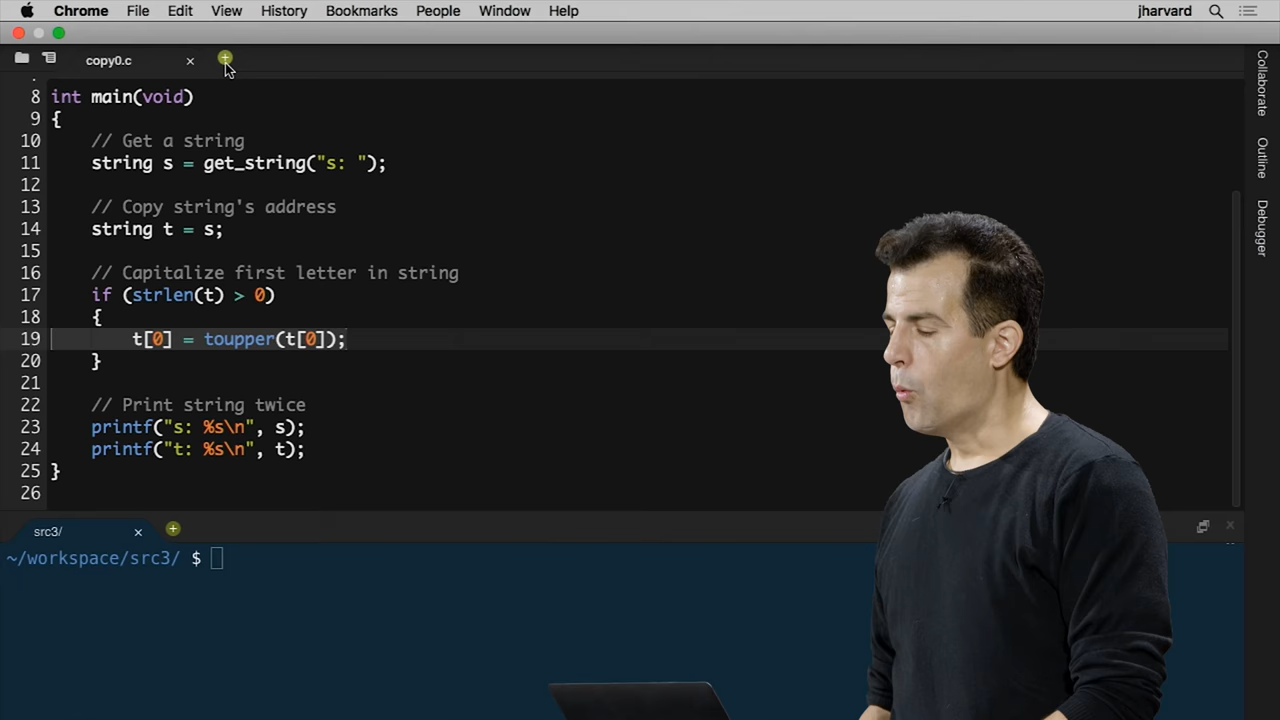 Chrome File Edit View History Bookmarks People Window Help jharvard
copy0.c
8 int main(void)
9 {
10 // Get a string
11 string s = get_string("s: ");
12
13 // Copy string's address
14 string t = s;
15
16 // Capitalize first letter in string
17 if (strlen(t) > 0)
18 {
19 t[0] = toupper(t[0]);
20 }
21
22 // Print string twice
23 printf("s: %s\n", s);
24 printf("t: %s\n", t);
25 }
26
Collaborate
Outline
Debugger
src3/
~/workspace/src3/ $